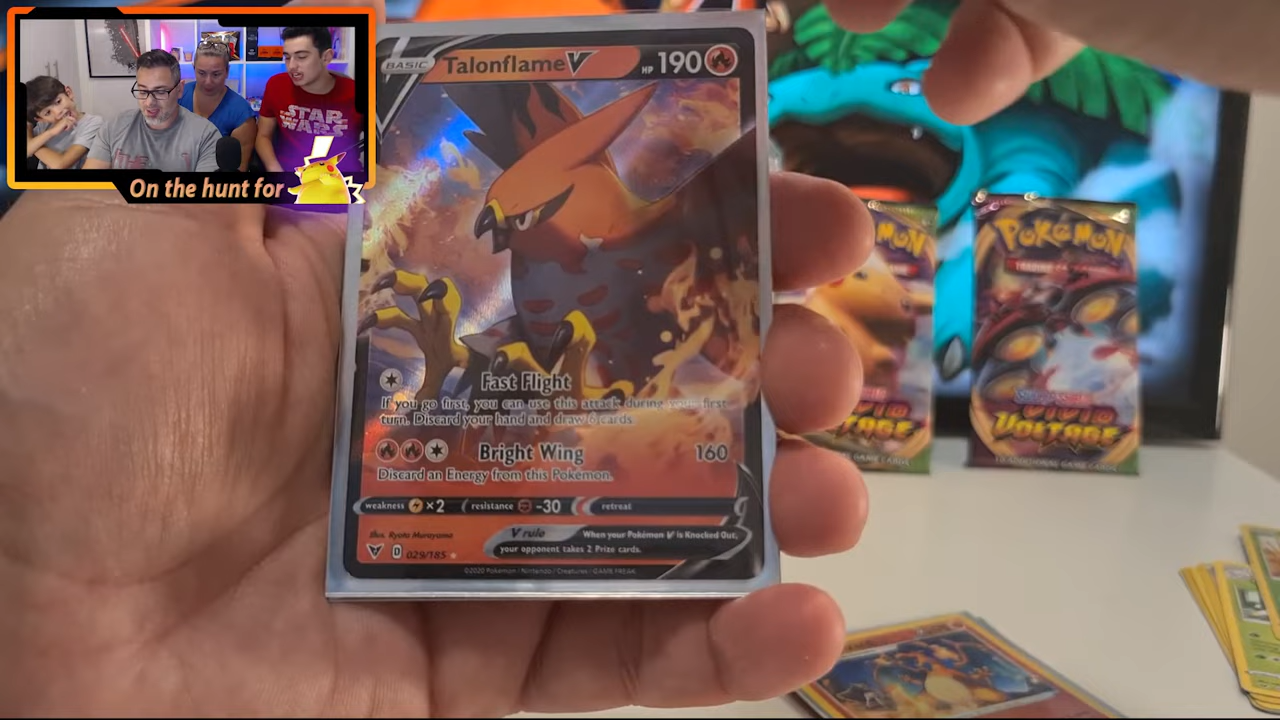 STAR
WARS
On the hunt for
BASIC Talonflame V HP 190
Fast Flight
If you go first, you can use this attack during your first
turn. Discard your hand and draw 6 cards.
Bright Wing 160
Discard an Energy from this Pokémon.
weakness ×2 resistance -30 retreat
Illus. Ryota Murayama
V rule When your Pokémon V is Knocked Out,
your opponent takes 2 Prize cards.
D 029/185
©2020 Pokémon / Nintendo / Creatures / GAME FREAK
POKÉMON
VIVID
VOLTAGE